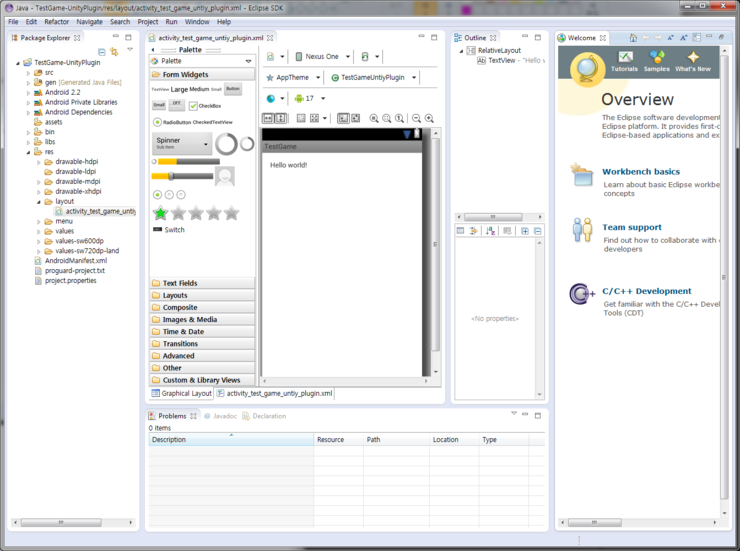 Java - TestGame-UnityPlugin/res/layout/activity_test_game_untiy_plugin.xml - Eclipse SDK
File Edit Refactor Navigate Search Project Run Window Help
Package Explorer
TestGame-UnityPlugin
src
gen [Generated Java Files]
Android 2.2
Android Private Libraries
Android Dependencies
assets
bin
libs
res
drawable-hdpi
drawable-ldpi
drawable-mdpi
drawable-xhdpi
layout
activity_test_game_untiy
menu
values
values-sw600dp
values-sw720dp-land
AndroidManifest.xml
proguard-project.txt
project.properties
activity_test_game_untiy_plugin.xml
Palette
Palette
Form Widgets
TextView Large Medium Small Button
Small OFF CheckBox
RadioButton CheckedTextView
Spinner
Sub Item
Switch
Text Fields
Layouts
Composite
Images & Media
Time & Date
Transitions
Advanced
Other
Custom & Library Views
Nexus One
AppTheme TestGameUntiyPlugin
17
TestGame
Hello world!
Graphical Layout activity_test_game_untiy_plugin.xml
Outline
RelativeLayout
TextView - "Hello
<No properties>
Problems Javadoc Declaration
0 items
Description Resource Path Location Type
Welcome
Tutorials Samples What's New
Overview
The Eclipse software developmen
Eclipse platform. It provides first-c
Eclipse-based applications and ex
Workbench basics
Learn about basic Eclipse workbe
concepts
Team support
Find out how to collaborate with
developers
C/C++ Development
Get familiar with the C/C++ Devel
Tools (CDT)